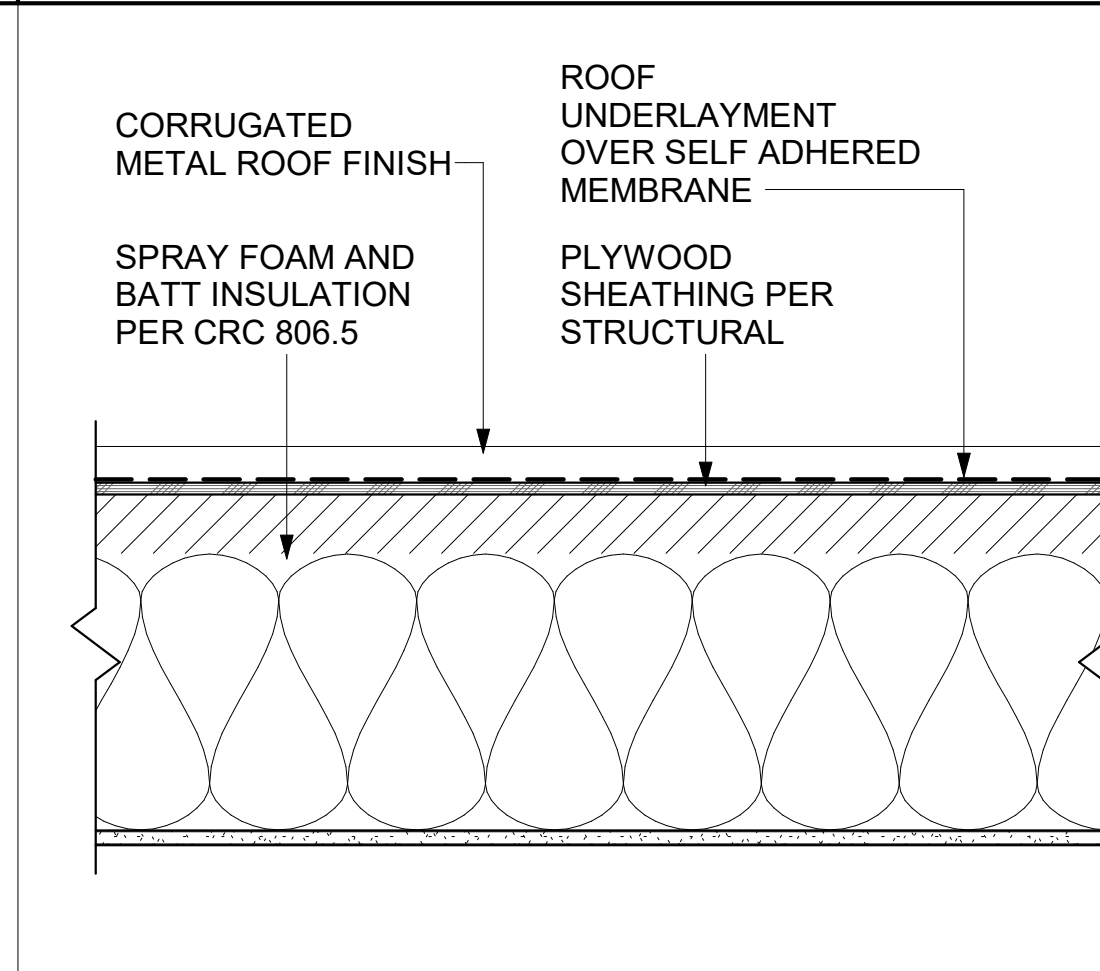 CORRUGATED
METAL ROOF FINISH
ROOF
UNDERLAYMENT
OVER SELF ADHERED
MEMBRANE
SPRAY FOAM AND
BATT INSULATION
PER CRC 806.5
PLYWOOD
SHEATHING PER
STRUCTURAL